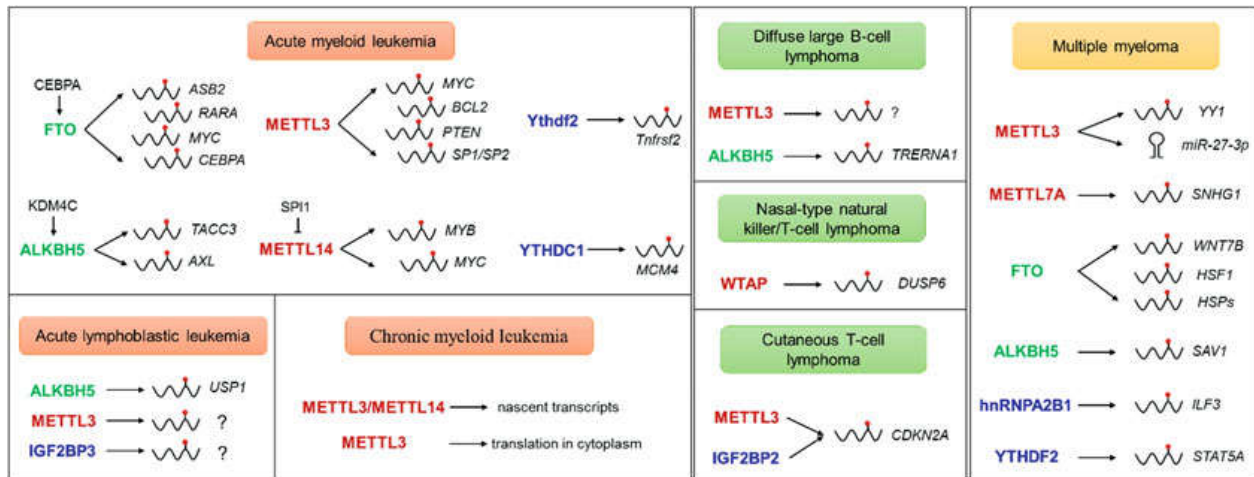 Acute myeloid leukemia
CEBPA
FTO
ASB2
RARA
MYC
CEBPA
METTL3
MYC
BCL2
PTEN
SP1/SP2
Ythdf2
Tnfrsf2
KDM4C
ALKBH5
TACC3
AXL
SPI1
METTL14
MYB
MYC
YTHDC1
MCM4
Acute lymphoblastic leukemia
ALKBH5
USP1
METTL3
?
IGF2BP3
?
Chronic myeloid leukemia
METTL3/METTL14
nascent transcripts
METTL3
translation in cytoplasm
Diffuse large B-cell
lymphoma
METTL3
?
ALKBH5
TRERNA1
Nasal-type natural
killer/T-cell lymphoma
WTAP
DUSP6
Cutaneous T-cell
lymphoma
METTL3
IGF2BP2
CDKN2A
Multiple myeloma
METTL3
YY1
miR-27-3p
METTL7A
SNHG1
FTO
WNT7B
HSF1
HSPs
ALKBH5
SAV1
hnRNPA2B1
ILF3
YTHDF2
STAT5A